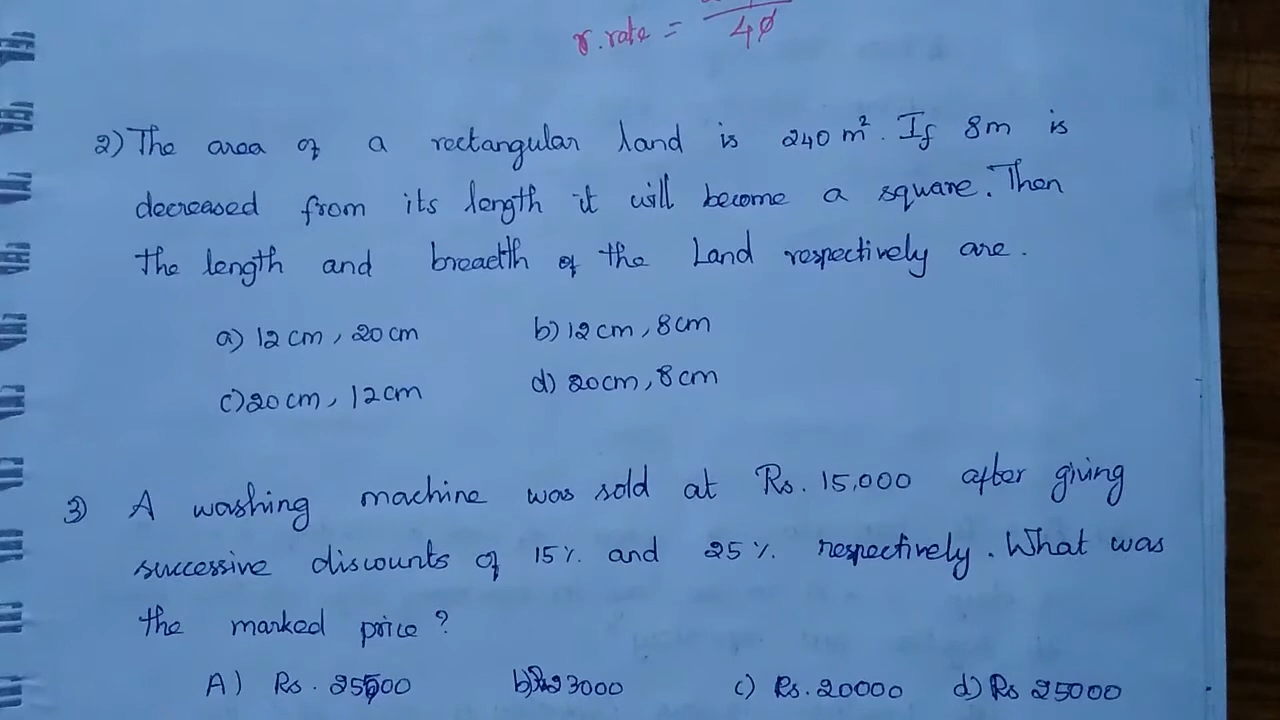 r.rate = 40
2) The area of a rectangular land is 240 m². If 8m is
decreased from its length it will become a square. Then
the length and breadth of the Land respectively are.
a) 12 cm, 20 cm b) 12 cm, 8 cm
c) 20 cm, 12 cm d) 20 cm, 8 cm
3) A washing machine was sold at Rs. 15,000 after giving
successive discounts of 15% and 25% respectively. What was
the marked price?
A) Rs. 25500 b) Rs 23000 c) Rs. 20000 d) Rs 25000